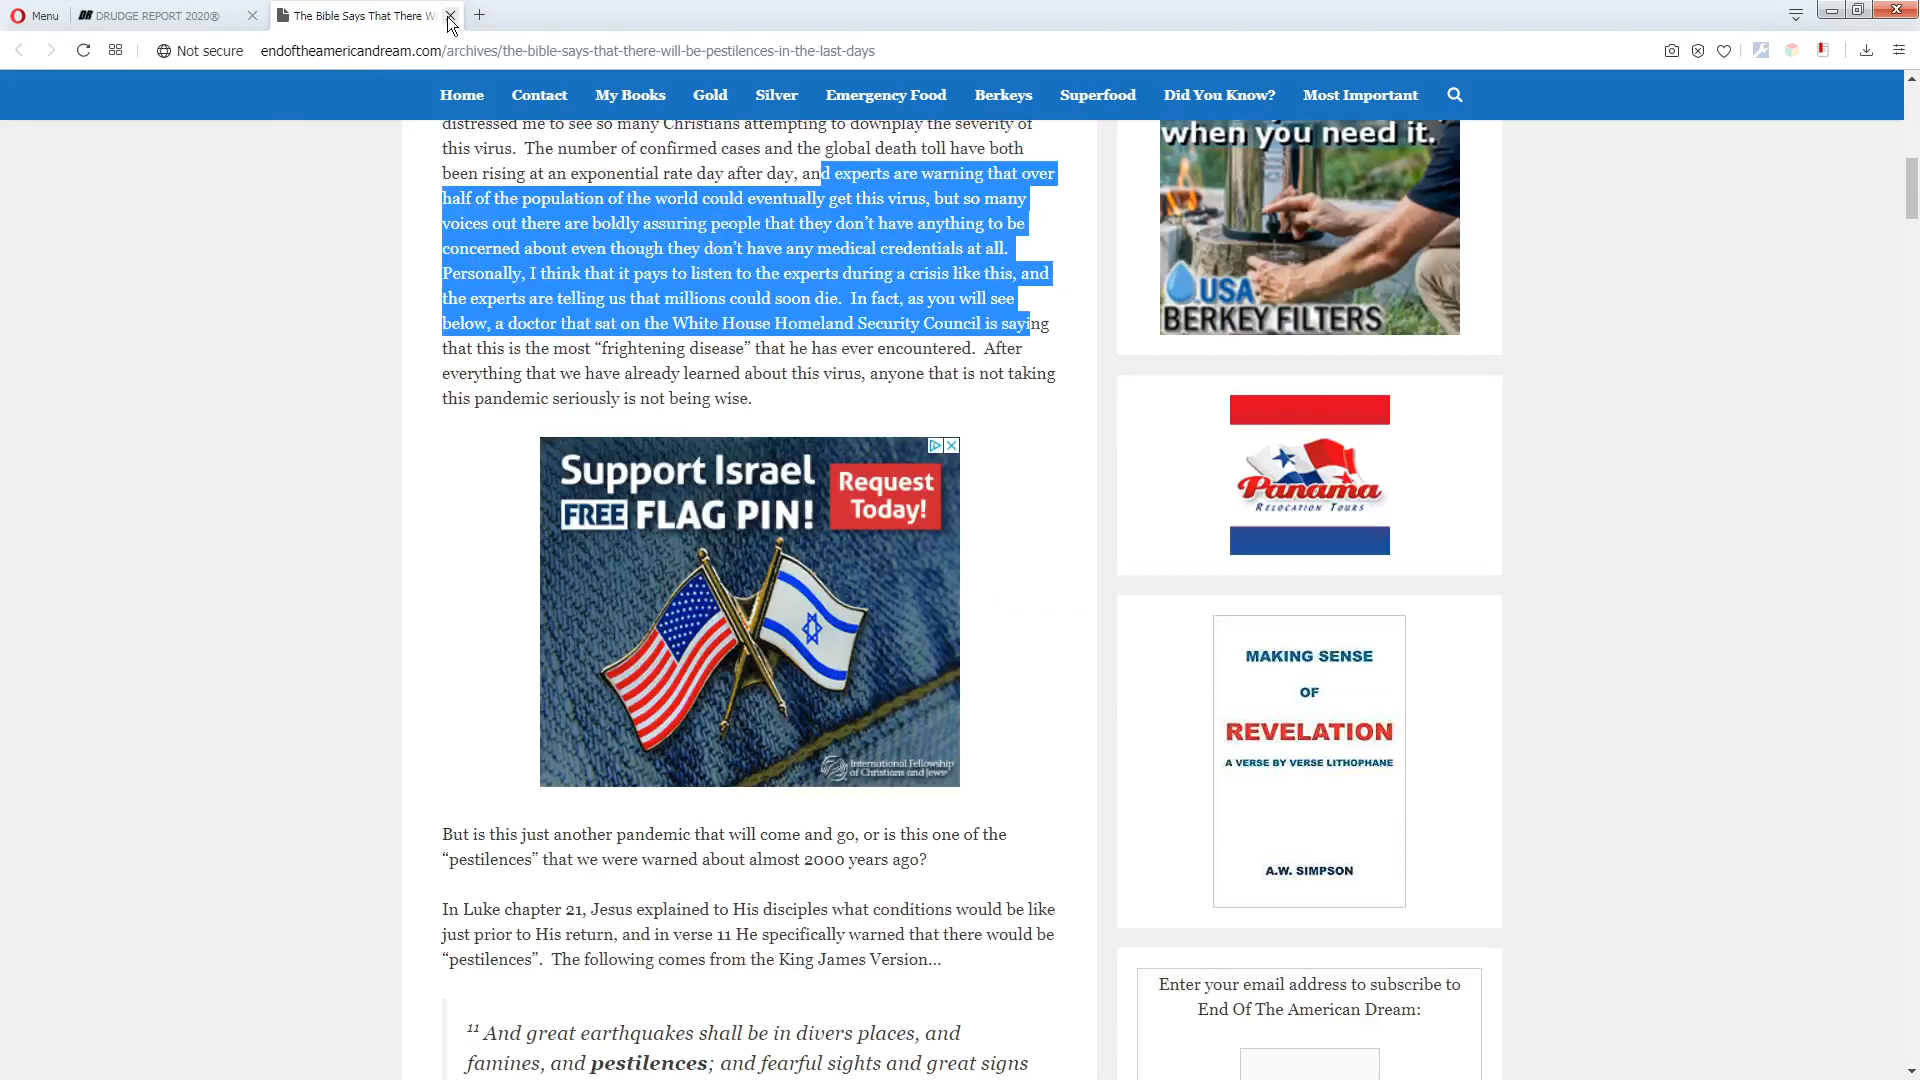 Menu
DR DRUDGE REPORT 2020®
The Bible Says That There Wi
Not secure
endoftheamericandream.com/archives/the-bible-says-that-there-will-be-pestilences-in-the-last-days
Home Contact My Books Gold Silver Emergency Food Berkeys Superfood Did You Know? Most Important
distressed me to see so many Christians attempting to downplay the severity of
this virus.  The number of confirmed cases and the global death toll have both
been rising at an exponential rate day after day, and experts are warning that over
half of the population of the world could eventually get this virus, but so many
voices out there are boldly assuring people that they don’t have anything to be
concerned about even though they don’t have any medical credentials at all.
Personally, I think that it pays to listen to the experts during a crisis like this, and
the experts are telling us that millions could soon die.  In fact, as you will see
below, a doctor that sat on the White House Homeland Security Council is saying
that this is the most “frightening disease” that he has ever encountered.  After
everything that we have already learned about this virus, anyone that is not taking
this pandemic seriously is not being wise.
Support Israel
FREE FLAG PIN!
Request
Today!
International Fellowship
of Christians and Jews®
But is this just another pandemic that will come and go, or is this one of the
“pestilences” that we were warned about almost 2000 years ago?
In Luke chapter 21, Jesus explained to His disciples what conditions would be like
just prior to His return, and in verse 11 He specifically warned that there would be
“pestilences”.  The following comes from the King James Version…
11 And great earthquakes shall be in divers places, and
famines, and pestilences; and fearful sights and great signs
when you need it.
USA
BERKEY FILTERS
Panama
RELOCATION TOURS
MAKING SENSE
OF
REVELATION
A VERSE BY VERSE LITHOPHANE
A.W. SIMPSON
Enter your email address to subscribe to
End Of The American Dream: